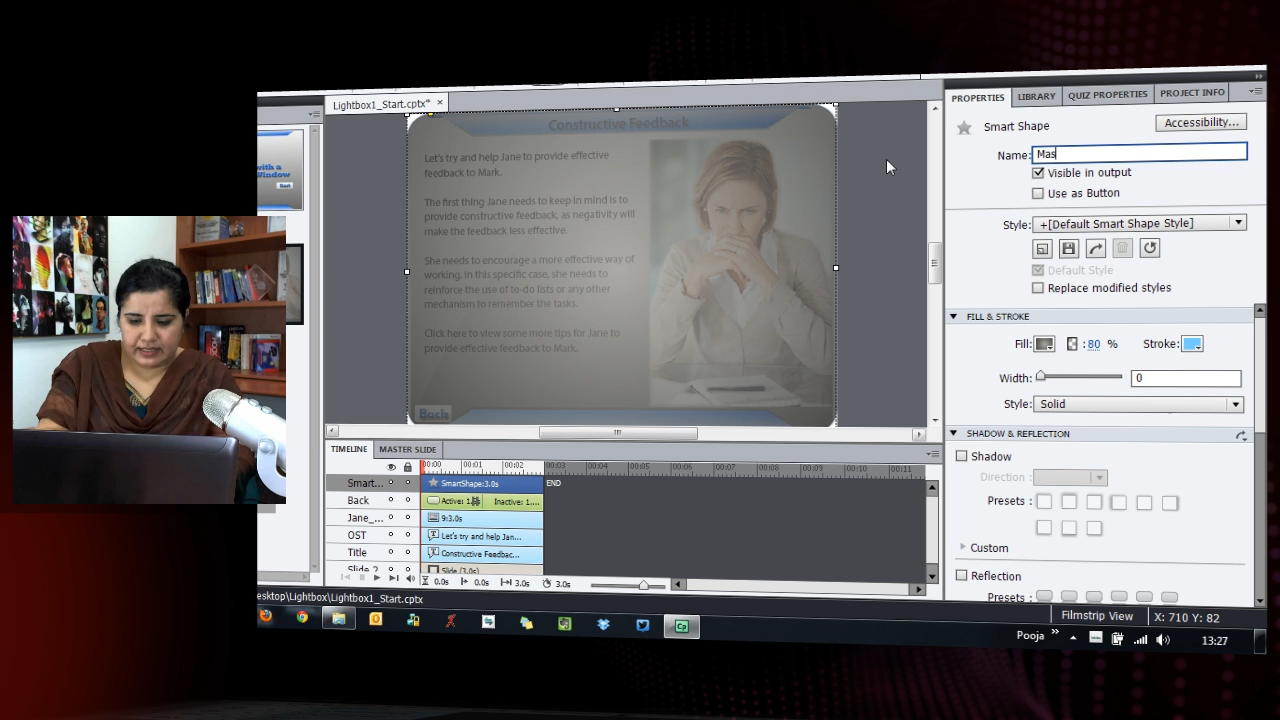 Lightbox1_Start.cptx* ×
with a
Window
Start
Constructive Feedback
Let's try and help Jane to provide effective
feedback to Mark.
The first thing Jane needs to keep in mind is to
provide constructive feedback, as negativity will
make the feedback less effective.
She needs to encourage a more effective way of
working. In this specific case, she needs to
reinforce the use of to-do lists or any other
mechanism to remember the tasks.
Click here to view some more tips for Jane to
provide effective feedback to Mark.
Back
PROPERTIES LIBRARY QUIZ PROPERTIES PROJECT INFO
Smart Shape Accessibility...
Name: Mas
Visible in output
Use as Button
Style: +[Default Smart Shape Style]
Default Style
Replace modified styles
FILL & STROKE
Fill: : 80 % Stroke:
Width: 0
Style: Solid
SHADOW & REFLECTION
Shadow
Direction:
Presets :
Custom
Reflection
Presets :
TIMELINE MASTER SLIDE
00:00 00:01 00:02 00:03 00:04 00:05 00:06 00:07 00:08 00:09 00:10 00:11
Smart... SmartShape:3.0s END
Back Active: 1. Inactive: 1....
Jane_... 9:3.0s
OST Let's try and help Jan...
Title Constructive Feedbac...
Slide 2 Slide (3.0s)
0.0s 0.0s 3.0s 3.0s
esktop\Lightbox\Lightbox1_Start.cptx
Filmstrip View X: 710 Y: 82
Cp
Pooja » 13:27